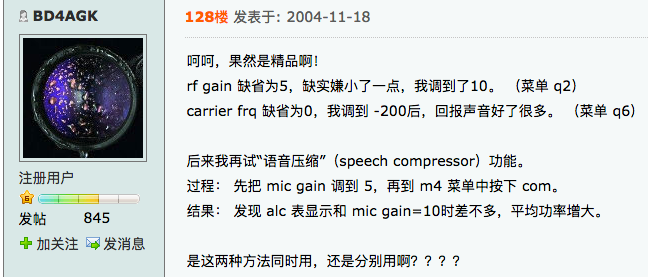 BD4AGK
128楼 发表于: 2004-11-18
呵呵，果然是精品啊！
rf gain 缺省为5，缺实嫌小了一点，我调到了10。 （菜单 q2）
carrier frq 缺省为0，我调到 -200后，回报声音好了很多。 （菜单 q6）
后来我再试“语音压缩”（speech compressor）功能。
过程： 先把 mic gain 调到 5，再到 m4 菜单中按下 com。
结果： 发现 alc 表显示和 mic gain=10时差不多，平均功率增大。
是这两种方法同时用，还是分别用啊？？？？
注册用户
6
发帖 845
加关注 发消息